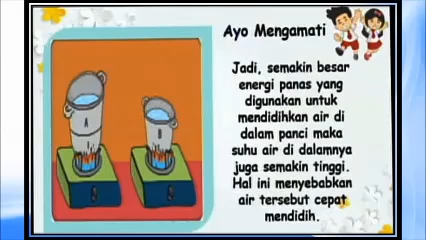 Ayo Mengamati
Jadi, semakin besar
energi panas yang
digunakan untuk
mendidihkan air di
dalam panci maka
suhu air di dalamnya
juga semakin tinggi.
Hal ini menyebabkan
air tersebut cepat
mendidih.
A